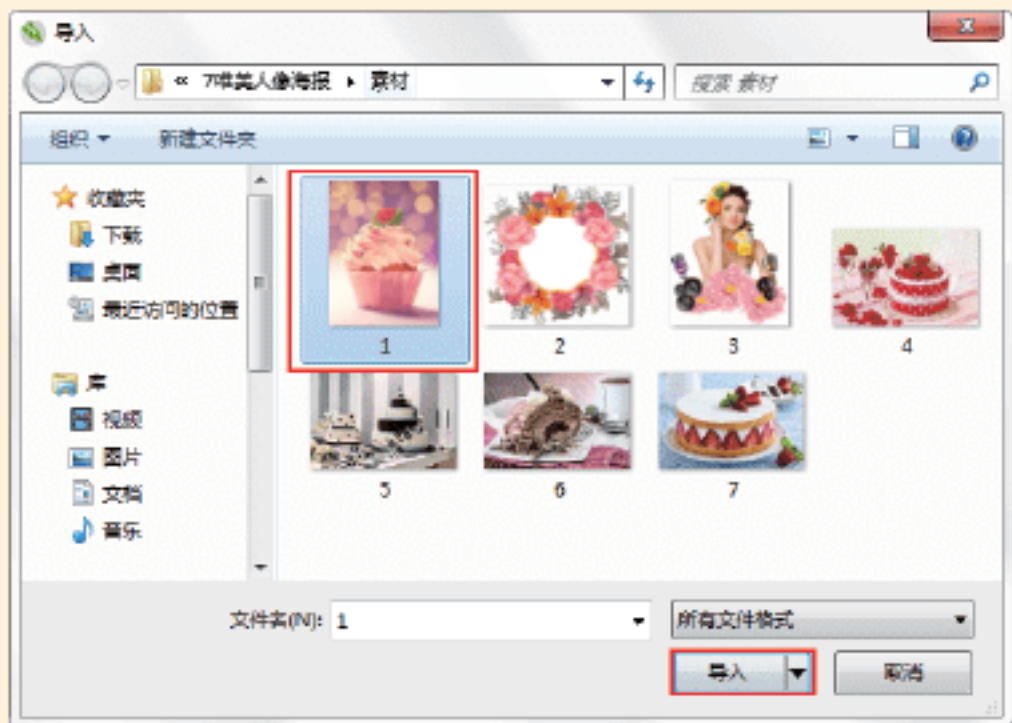 导入
« 7唯美人像海报 ▸ 素材
搜索 素材
组织
新建文件夹
收藏夹
下载
桌面
最近访问的位置
库
视频
图片
文档
音乐
1
2
3
4
5
6
7
文件名(N): 1
所有文件格式
导入
取消